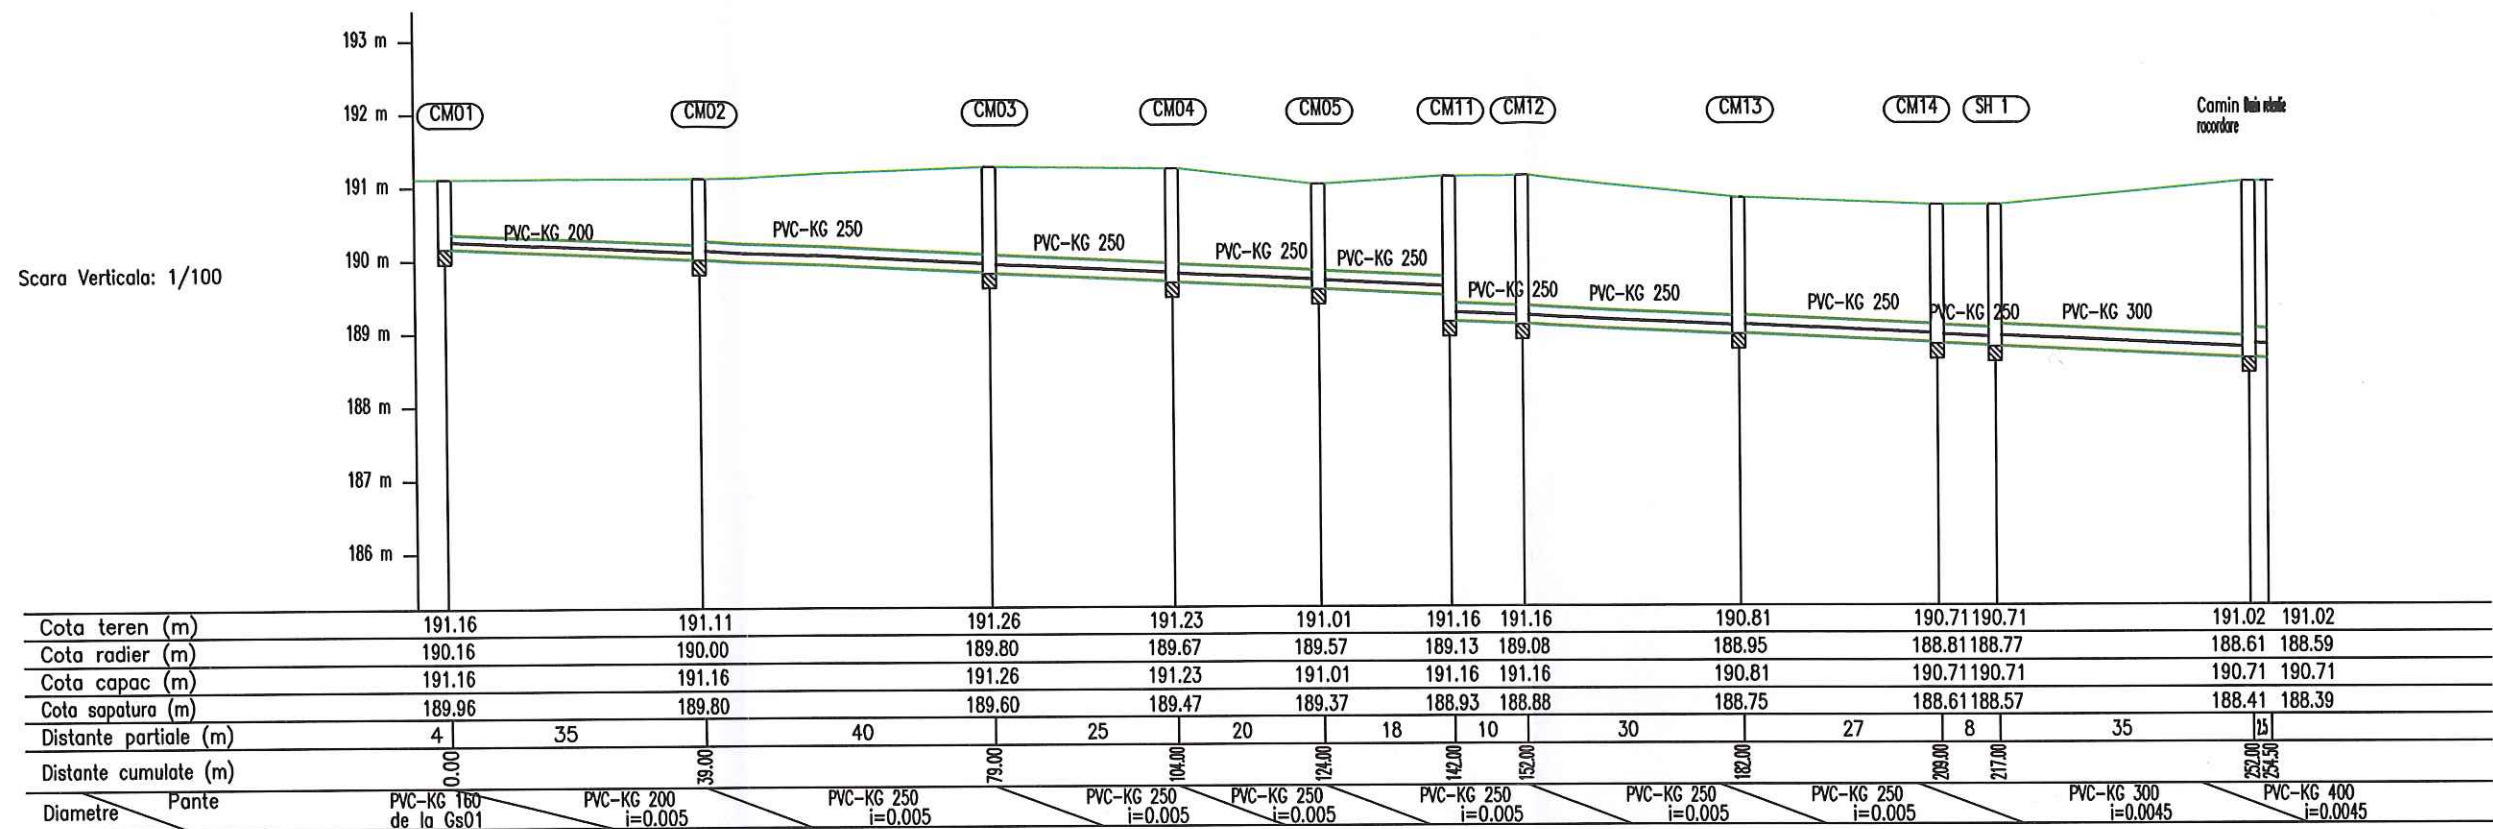 193 m
192 m
191 m
190 m
189 m
188 m
187 m
186 m
Scara Verticala: 1/100
CM01 CM02 CM03 CM04 CM05 CM11 CM12 CM13 CM14 SH 1 Camin
racordare
PVC-KG 200 PVC-KG 250 PVC-KG 250 PVC-KG 250 PVC-KG 250 PVC-KG 250 PVC-KG 250 PVC-KG 250 PVC-KG 250 PVC-KG 300
Cota teren (m) 191.16 191.11 191.26 191.23 191.01 191.16 191.16 190.81 190.71 190.71 191.02 191.02
Cota radier (m) 190.16 190.00 189.80 189.67 189.57 189.13 189.08 188.95 188.81 188.77 188.61 188.59
Cota capac (m) 191.16 191.16 191.26 191.23 191.01 191.16 191.16 190.81 190.71 190.71 190.71 190.71
Cota sapatura (m) 189.96 189.80 189.60 189.47 189.37 188.93 188.88 188.75 188.61 188.57 188.41 188.39
Distante partiale (m) 4 35 40 25 20 18 10 30 27 8 35
Distante cumulate (m) 0.00 39.00 79.00 104.00 124.00 142.00 152.00 182.00 209.00 217.00 252.00 254.50
Pante
Diametre
PVC-KG 160 PVC-KG 200 PVC-KG 250 PVC-KG 250 PVC-KG 250 PVC-KG 250 PVC-KG 250 PVC-KG 250 PVC-KG 300 PVC-KG 400
de la Gs01 i=0.005 i=0.005 i=0.005 i=0.005 i=0.005 i=0.005 i=0.005 i=0.0045 i=0.0045